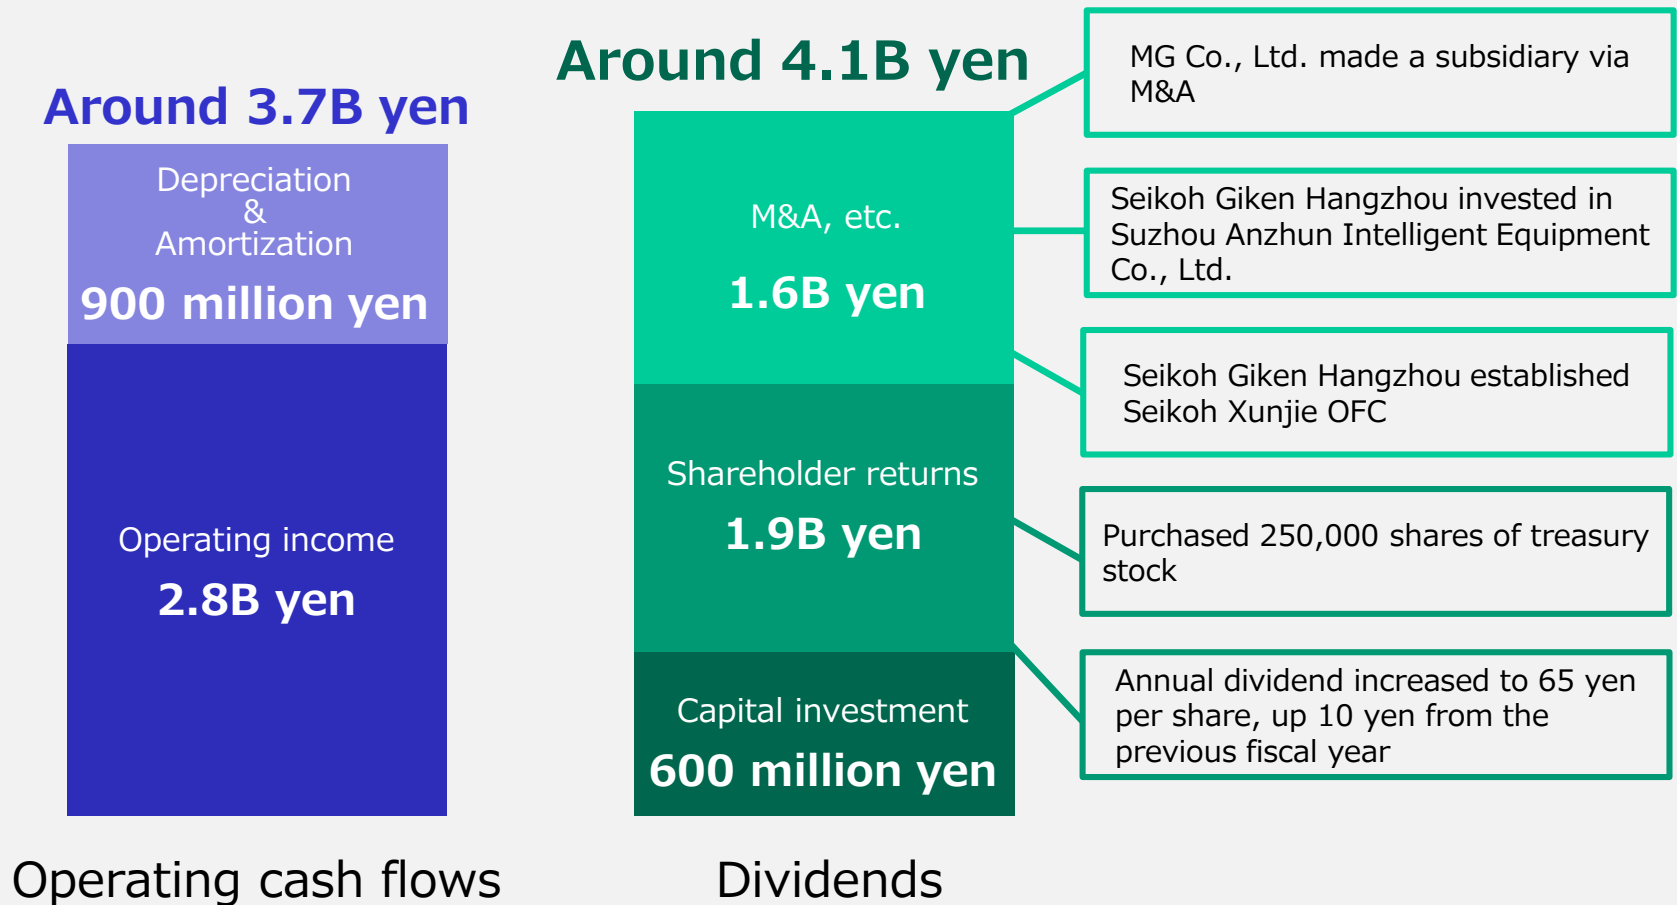 Around 3.7B yen
Depreciation
&
Amortization
900 million yen
Operating income
2.8B yen
Operating cash flows
Around 4.1B yen
M&A, etc.
1.6B yen
Shareholder returns
1.9B yen
Capital investment
600 million yen
Dividends
MG Co., Ltd. made a subsidiary via
M&A
Seikoh Giken Hangzhou invested in
Suzhou Anzhun Intelligent Equipment
Co., Ltd.
Seikoh Giken Hangzhou established
Seikoh Xunjie OFC
Purchased 250,000 shares of treasury
stock
Annual dividend increased to 65 yen
per share, up 10 yen from the
previous fiscal year